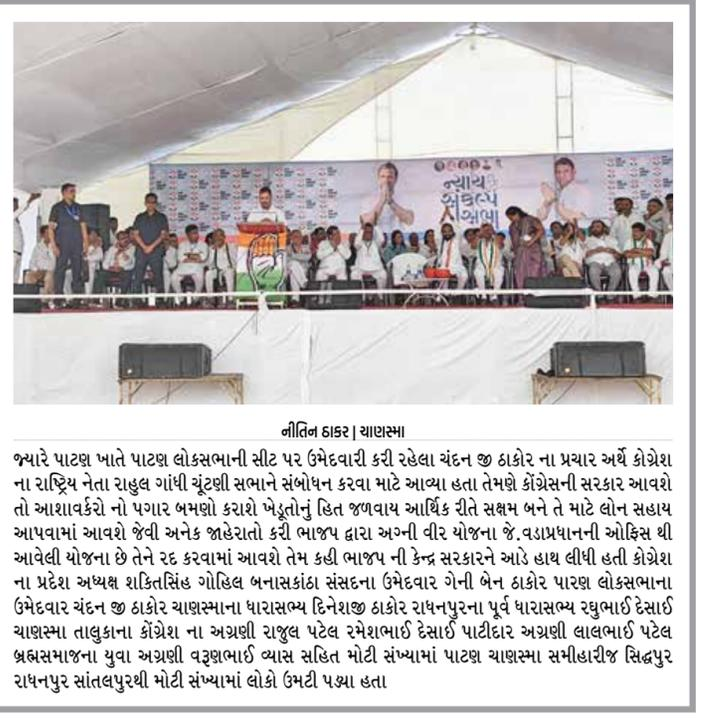 ન્યાય
સંકલ્પ
સભા
નીતિન ઠાકર | ચાણસ્મા
જ્યારે પાટણ ખાતે પાટણ લોકસભાની સીટ પર ઉમેદવારી કરી રહેલા ચંદન જી ઠાકોર ના પ્રચાર અર્થે કોગ્રેશ
ના રાષ્ટ્રિય નેતા રાહુલ ગાંધી ચૂંટણી સભાને સંબોધન કરવા માટે આવ્યા હતા તેમણે કોંગ્રેસની સરકાર આવશે
તો આશાવર્કરો નો પગાર બમણો કરાશે ખેડૂતોનું હિત જળવાય આર્થિક રીતે સક્ષમ બને તે માટે લોન સહાય
આપવામાં આવશે જેવી અનેક જાહેરાતો કરી ભાજપ દ્વારા અગ્ની વીર યોજના જે.વડાપ્રધાનની ઓફિસ થી
આવેલી યોજના છે તેને રદ કરવામાં આવશે તેમ કહી ભાજપ ની કેન્દ્ર સરકારને આડે હાથ લીધી હતી કોગ્રેશ
ના પ્રદેશ અધ્યક્ષ શકિતસિંહ ગોહિલ બનાસકાંઠા સંસદના ઉમેદવાર ગેની બેન ઠાકોર પારણ લોકસભાના
ઉમેદવાર ચંદન જી ઠાકોર ચાણસ્માના ધારાસભ્ય દિનેશજી ઠાકોર રાધનપુરના પૂર્વ ધારાસભ્ય રઘુભાઈ દેસાઈ
ચાણસ્મા તાલુકાના કોંગ્રેશ ના અગ્રણી રાજુલ પટેલ રમેશભાઈ દેસાઈ પાટીદાર અગ્રણી લાલભાઈ પટેલ
બ્રહ્મસમાજના યુવા અગ્રણી વરૂણભાઈ વ્યાસ સહિત મોટી સંખ્યામાં પાટણ ચાણસ્મા સમીહારીજ સિદ્ધપુર
રાધનપુર સાંતલપુરથી મોટી સંખ્યામાં લોકો ઉમટી પડ્યા હતા